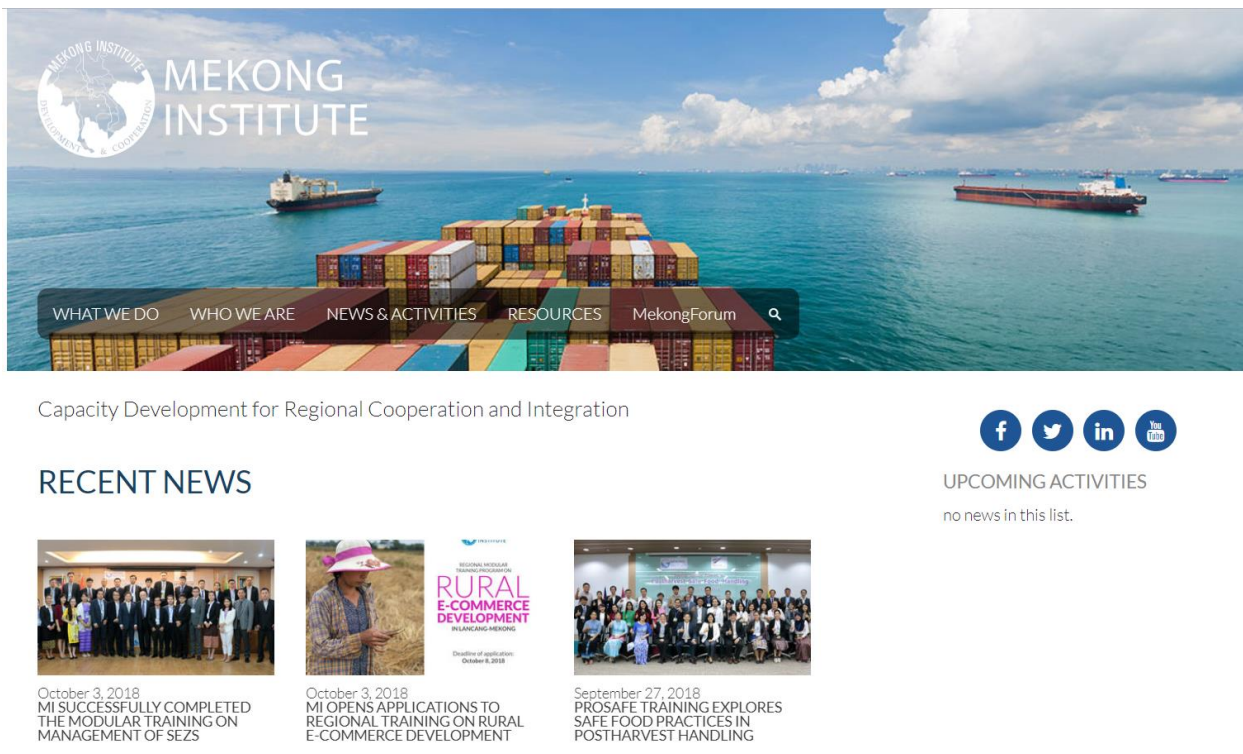 MEKONG INSTITUTE
DEVELOPMENT & COOPERATION
MEKONG
INSTITUTE
WHAT WE DO WHO WE ARE NEWS & ACTIVITIES RESOURCES MekongForum
Capacity Development for Regional Cooperation and Integration
You
Tube
RECENT NEWS
UPCOMING ACTIVITIES
no news in this list.
INSTITUTE
REGIONAL MODULAR
TRAINING PROGRAM ON
RURAL
E-COMMERCE
DEVELOPMENT
IN LANCANG-MEKONG
Deadline of application:
October 8, 2018
October 3, 2018
MI SUCCESSFULLY COMPLETED
THE MODULAR TRAINING ON
MANAGEMENT OF SEZS
October 3, 2018
MI OPENS APPLICATIONS TO
REGIONAL TRAINING ON RURAL
E-COMMERCE DEVELOPMENT
September 27, 2018
PROSAFE TRAINING EXPLORES
SAFE FOOD PRACTICES IN
POSTHARVEST HANDLING